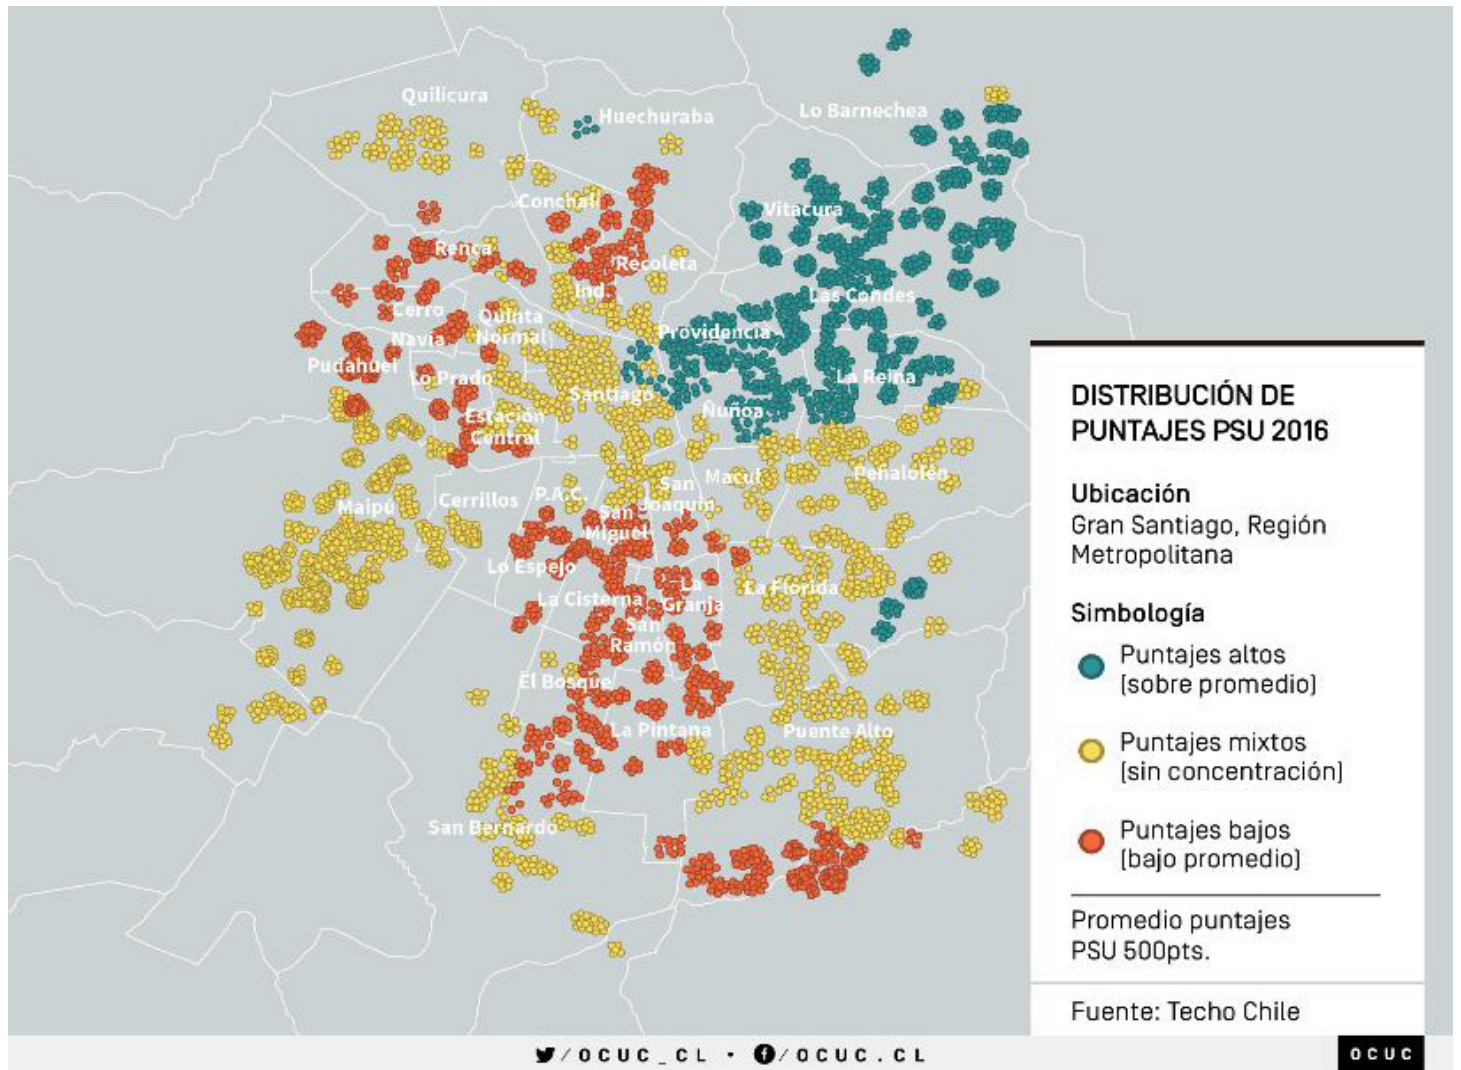 Quilicura
Huechuraba
Lo Barnechea
Conchalí
Vitacura
Renca
Recoleta
Ind.
Las Condes
Cerro
Navia
Quinta
Normal
Providencia
Pudahuel
Lo Prado
La Reina
Santiago
Ñuñoa
Estación
Central
Peñalolén
Macul
San
Joaquín
Cerrillos
P.A.C.
Maipú
San
Miguel
Lo Espejo
La Cisterna
La
Granja
La Florida
San
Ramón
El Bosque
La Pintana
Puente Alto
San Bernardo
DISTRIBUCIÓN DE
PUNTAJES PSU 2016
Ubicación
Gran Santiago, Región
Metropolitana
Simbología
Puntajes altos
(sobre promedio)
Puntajes mixtos
(sin concentración)
Puntajes bajos
(bajo promedio)
Promedio puntajes
PSU 500pts.
Fuente: Techo Chile
/OCUC_CL • /OCUC.CL
OCUC